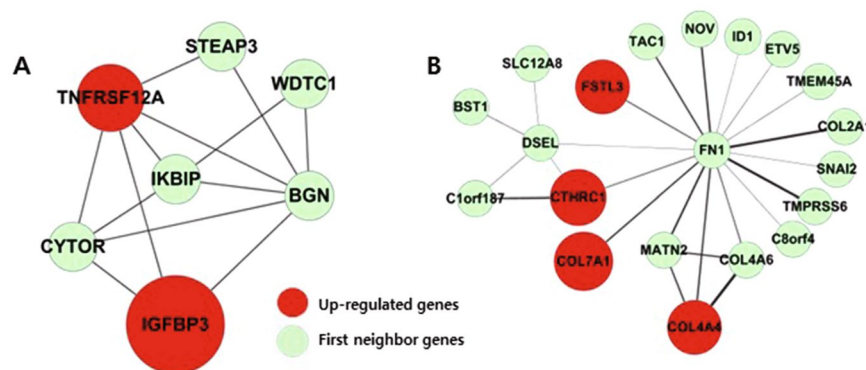 A
STEAP3
TNFRSF12A
WDTC1
IKBIP
BGN
CYTOR
IGFBP3
Up-regulated genes
First neighbor genes
B
NOV
ID1
TAC1
ETV5
SLC12A8
FSTL3
TMEM45A
BST1
COL2A1
DSEL
FN1
SNAI2
C1orf187
CTHRC1
TMPRSS6
C8orf4
MATN2
COL7A1
COL4A6
COL4A4